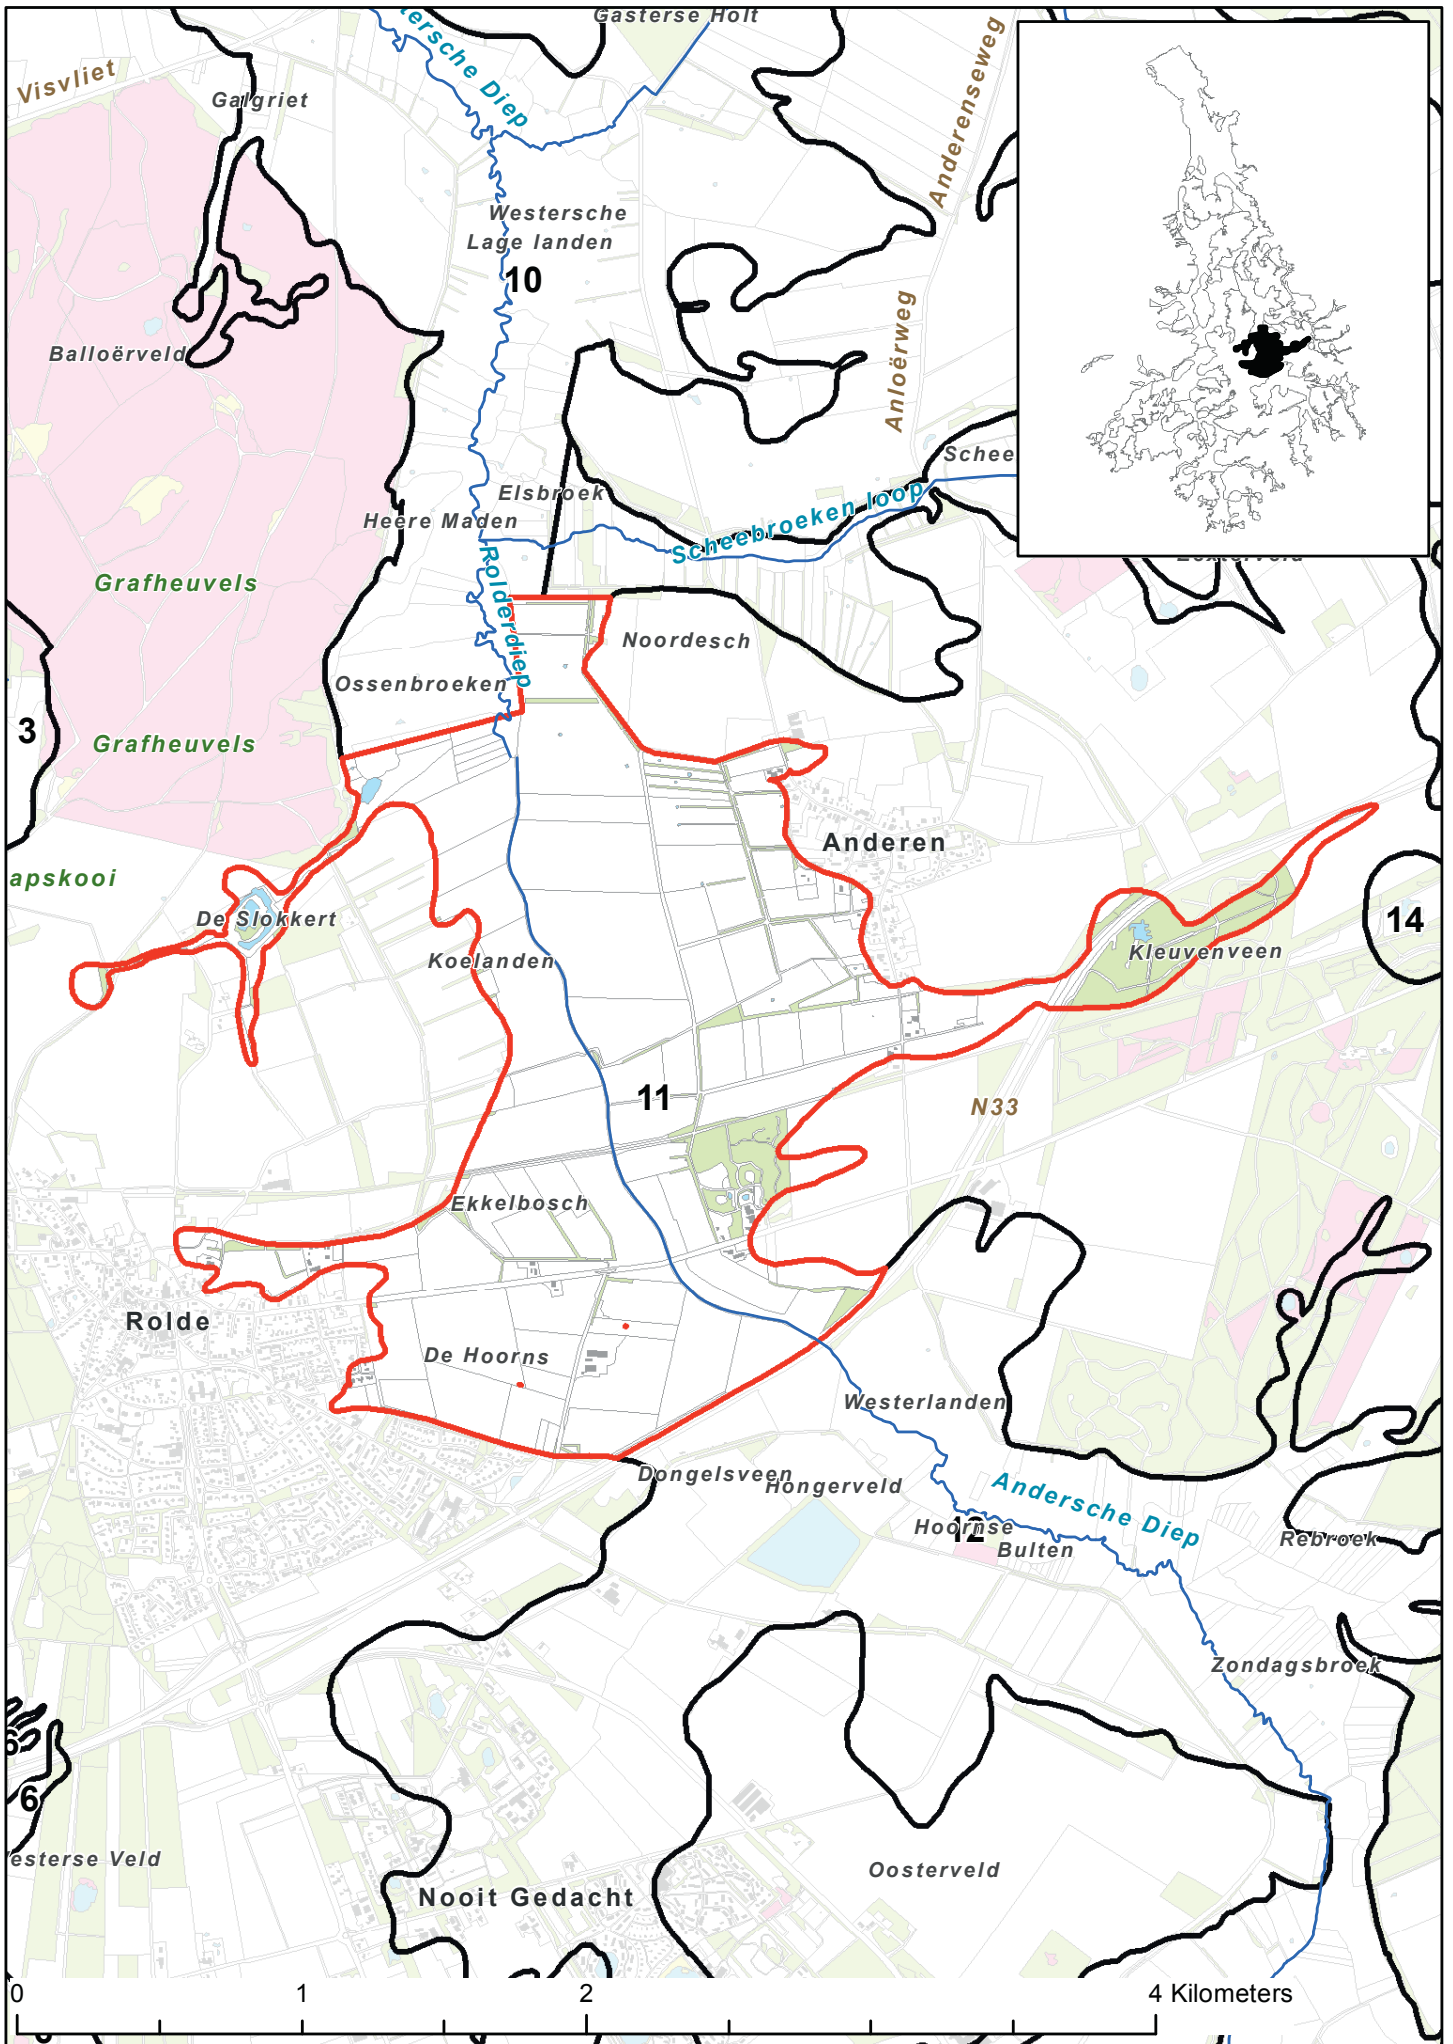 Gasterse Holt
tersche Diep
Visvliet
Galgriet
Anderenseweg
Westersche
Lage landen
10
Balloërveld
Anloërweg
Schee
Elsbroek
Heere Maden
Scheebroeken loop
Grafheuvels
Rolderdiep
Noordesch
Ossenbroeken
3
Grafheuvels
Anderen
apskooi
De Slokkert
14
Koelanden
Kleuvenveen
11
N33
Ekkelbosch
Rolde
De Hoorns
Westerlanden
Dongelsveen
Hongerveld
Andersche Diep
12
Hoornse
Bulten
Rebroek
Zondagsbroek
6
esterse Veld
Oosterveld
Nooit Gedacht
0 1 2 4 Kilometers